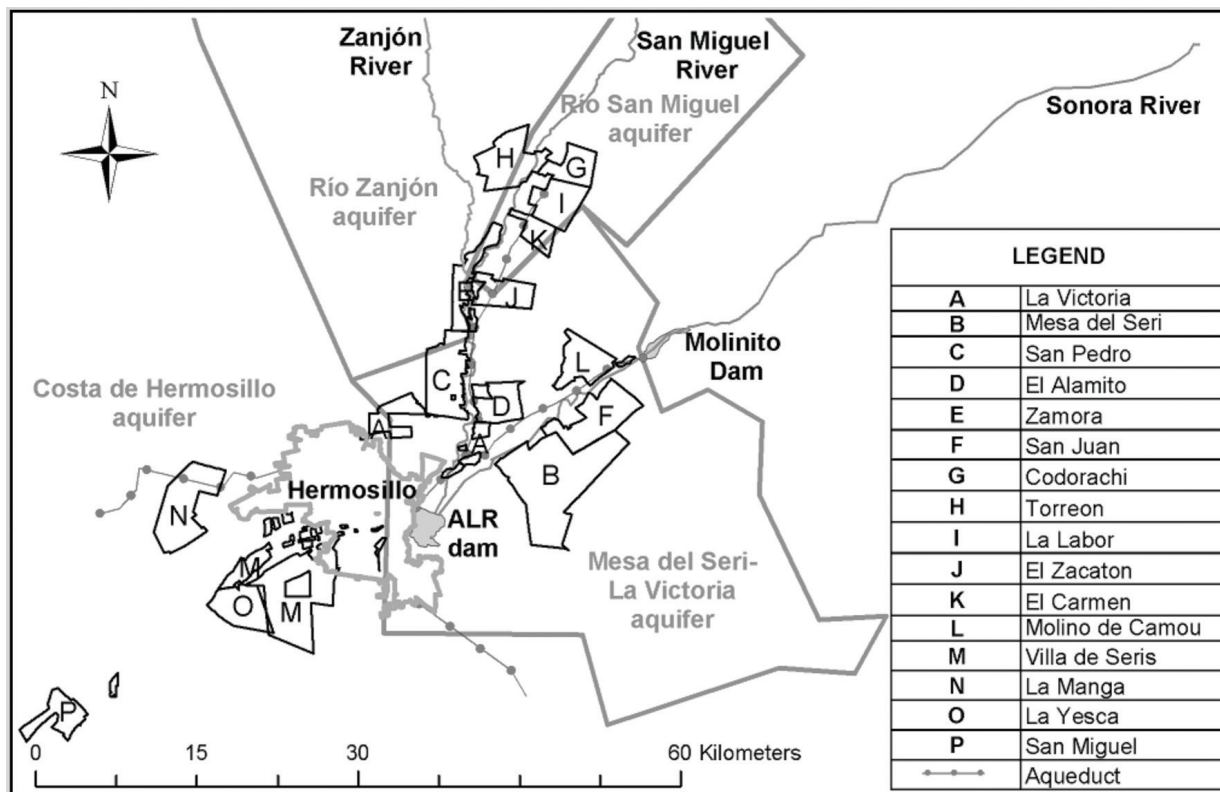 Zanjón
River
San Miguel
River
N
Río San Miguel
aquifer
Sonora River
H
G
Río Zanjón
aquifer
I
K
E
J
LEGEND
A La Victoria
B Mesa del Seri
C San Pedro
D El Alamito
E Zamora
F San Juan
G Codorachi
H Torreon
I La Labor
J El Zacaton
K El Carmen
L Molino de Camou
M Villa de Seris
N La Manga
O La Yesca
P San Miguel
Aqueduct
Molinito
Dam
L
Costa de Hermosillo
aquifer
C
D
F
A
A
B
Hermosillo
N
ALR
dam
M
O
M
Mesa del Seri-
La Victoria
aquifer
P
0 15 30 60 Kilometers